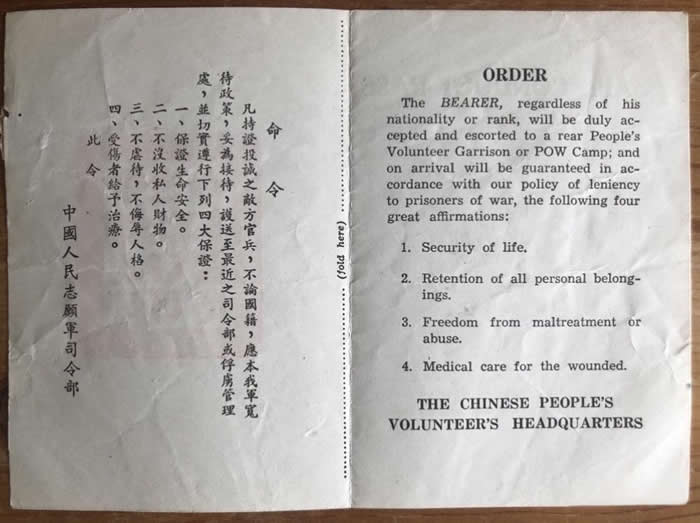 命令
凡持證投誠之敵方官兵，不論國籍，應本我軍寬
待政策，妥為接待，護送至最近之司令部或俘虜管理
處，並切實遵行下列四大保證：
一、保證生命安全。
二、不沒收私人財物。
三、不虐待，不侮辱人格。
四、受傷者給予治療。
此令
中國人民志願軍司令部
(fold here)
ORDER
The BEARER, regardless of his
nationality or rank, will be duly ac-
cepted and escorted to a rear People's
Volunteer Garrison or POW Camp; and
on arrival will be guaranteed in ac-
cordance with our policy of leniency
to prisoners of war, the following four
great affirmations:
1. Security of life.
2. Retention of all personal belong-
ings.
3. Freedom from maltreatment or
abuse.
4. Medical care for the wounded.
THE CHINESE PEOPLE'S
VOLUNTEER'S HEADQUARTERS